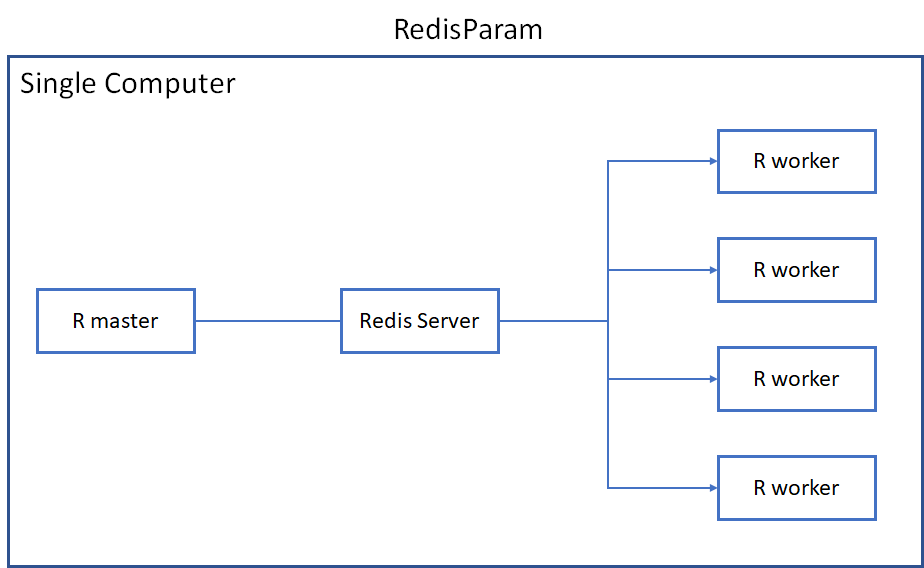 RedisParam
Single Computer
R worker
R worker
R master
Redis Server
R worker
R worker